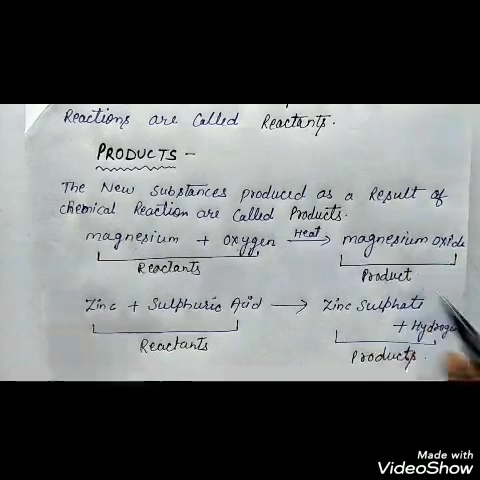 Reactions are Called Reactants.
PRODUCTS -
The New Substances produced as a Result of
chemical Reaction are Called Products.
magnesium + Oxygen Heat → magnesium oxide
Reactants Product
Zinc + Sulphuric Acid → Zinc Sulphate
+ Hydrogen
Reactants Products.
Made with
VideoShow